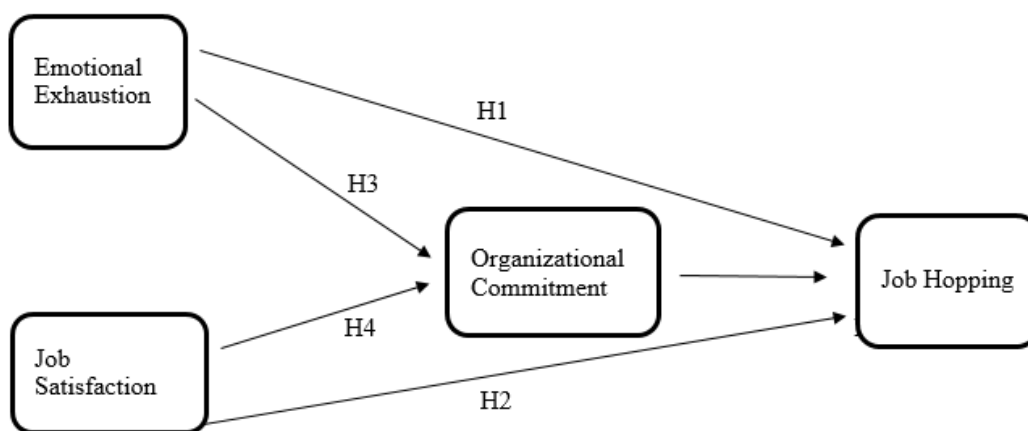 Emotional
Exhaustion
H1
H3
Organizational
Commitment
Job Hopping
H4
Job
Satisfaction
H2